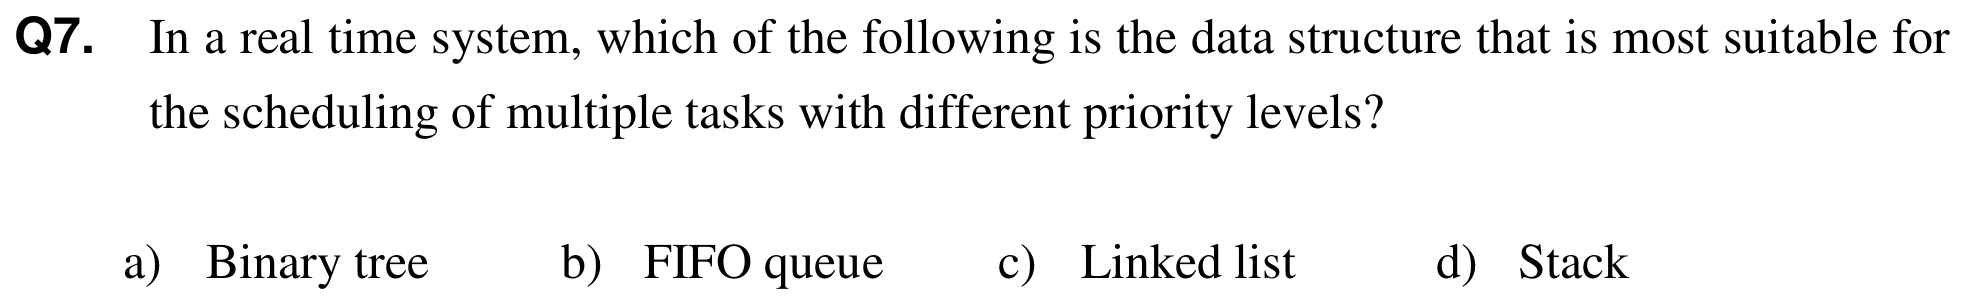 Q7. In a real time system, which of the following is the data structure that is most suitable for
the scheduling of multiple tasks with different priority levels?
a) Binary tree b) FIFO queue c) Linked list d) Stack